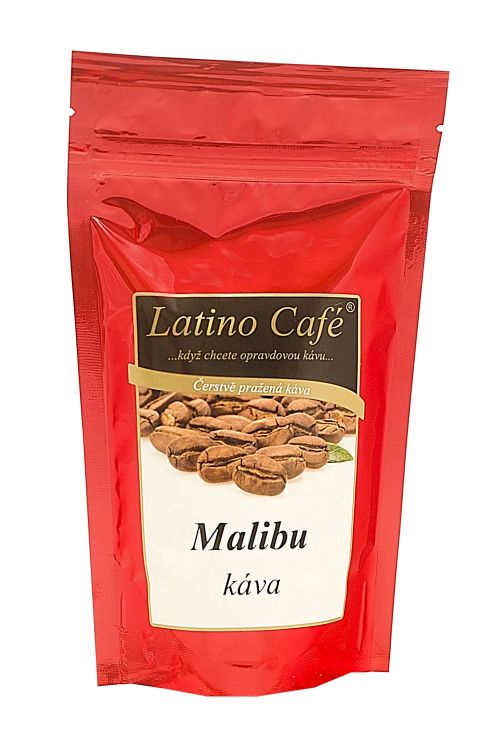 Latino Café®
...když chcete opravdovou kávu...
Čerstvě pražená káva
Malibu
káva